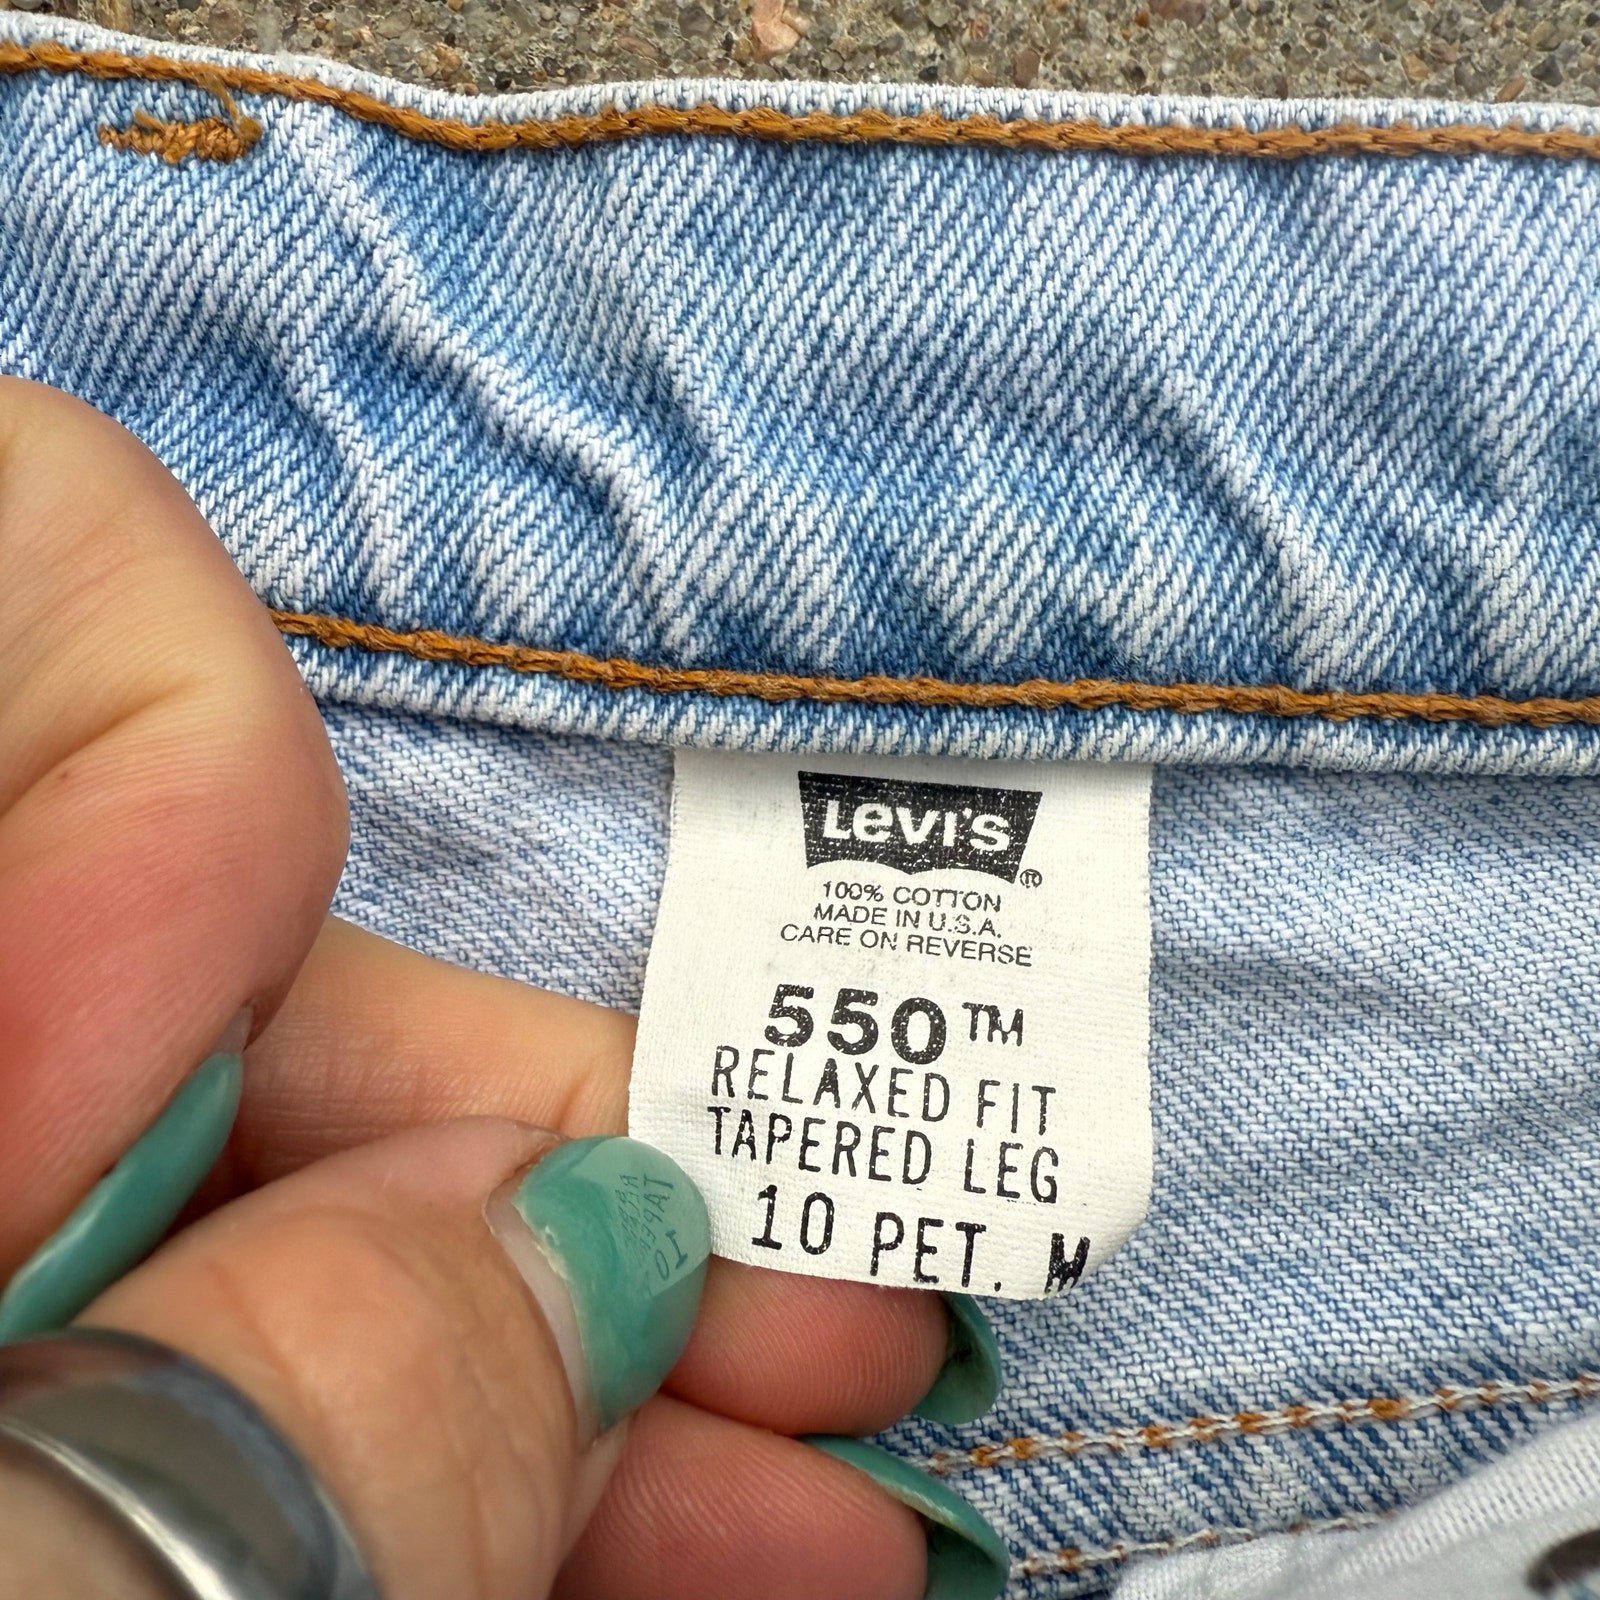 Levi's®
100% COTTON
MADE IN U.S.A.
CARE ON REVERSE
550™
RELAXED FIT
TAPERED LEG
10 PET. M